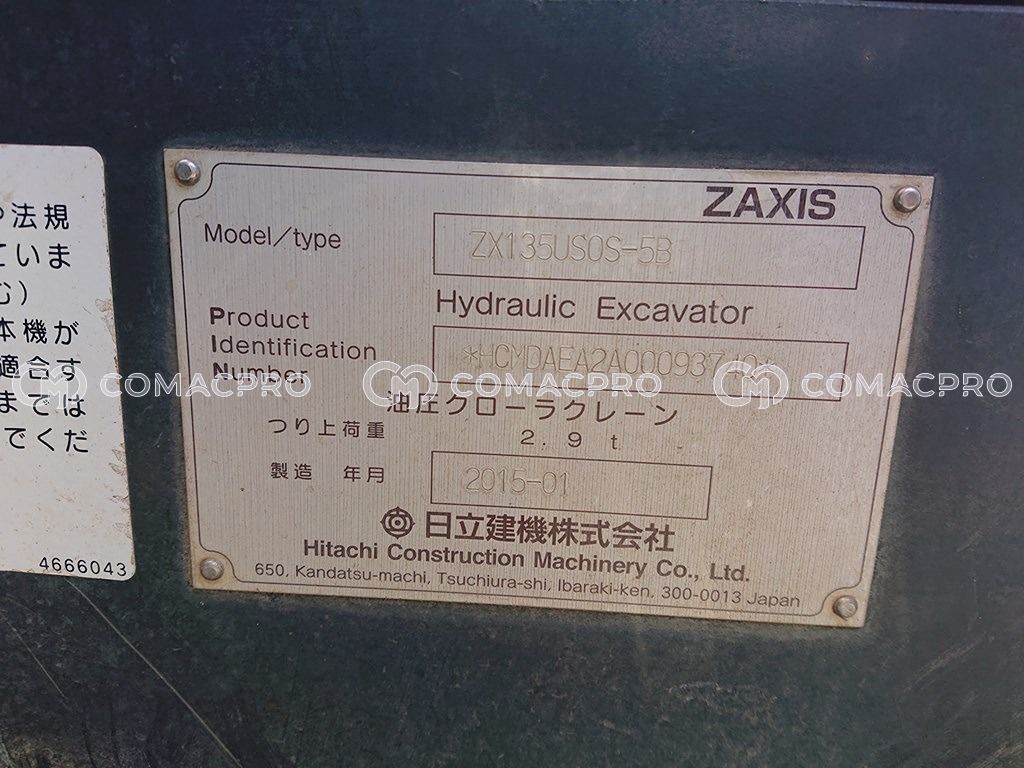 法規
ていま
む)
本機が
適合す
までは
でくだ
4666043
ZAXIS
Model/type
ZX135USOS-5B
Hydraulic Excavator
Product
Identification
Number
油圧クローラクレーン
つり上荷重
2.9 t
製造 年月
2015-01
日立建機株式会社
Hitachi Construction Machinery Co., Ltd.
650, Kandatsu-machi, Tsuchiura-shi, Ibaraki-ken, 300-0013 Japan
COMACPRO COMACPRO COMACPRO COMACPRO